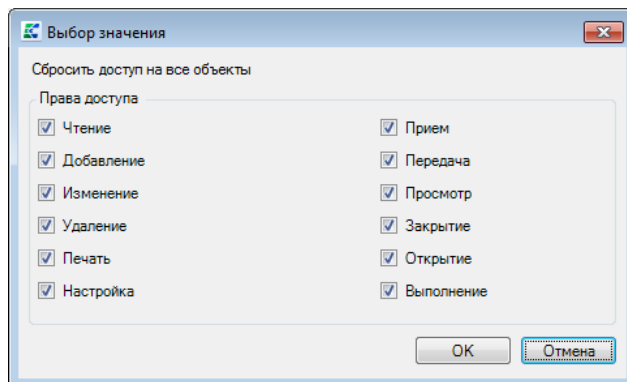 Выбор значения
Сбросить доступ на все объекты
Права доступа
Чтение
Прием
Добавление
Передача
Изменение
Просмотр
Удаление
Закрытие
Печать
Открытие
Настройка
Выполнение
OK
Отмена